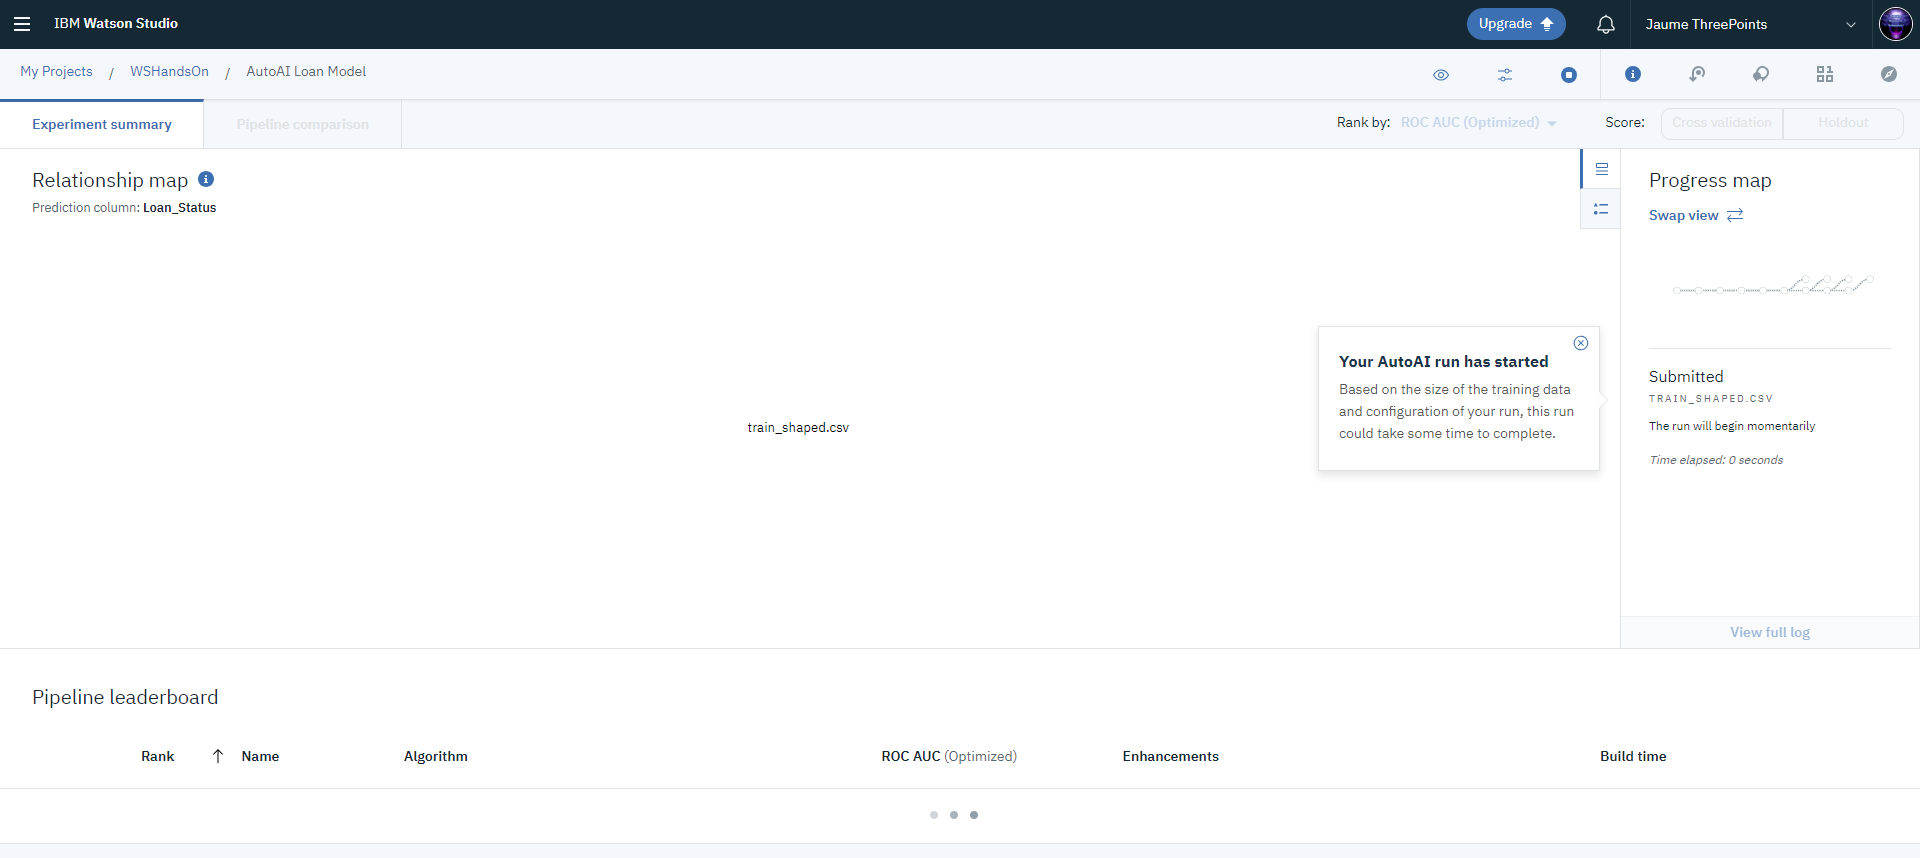 IBM Watson Studio
Upgrade
Jaume ThreePoints
My Projects / WSHandsOn / AutoAI Loan Model
Experiment summary
Pipeline comparison
Rank by: ROC AUC (Optimized)
Score: Cross validation Holdout
Relationship map
Prediction column: Loan_Status
train_shaped.csv
Your AutoAI run has started
Based on the size of the training data
and configuration of your run, this run
could take some time to complete.
Progress map
Swap view
Submitted
TRAIN_SHAPED.CSV
The run will begin momentarily
Time elapsed: 0 seconds
View full log
Pipeline leaderboard
Rank Name Algorithm ROC AUC (Optimized) Enhancements Build time